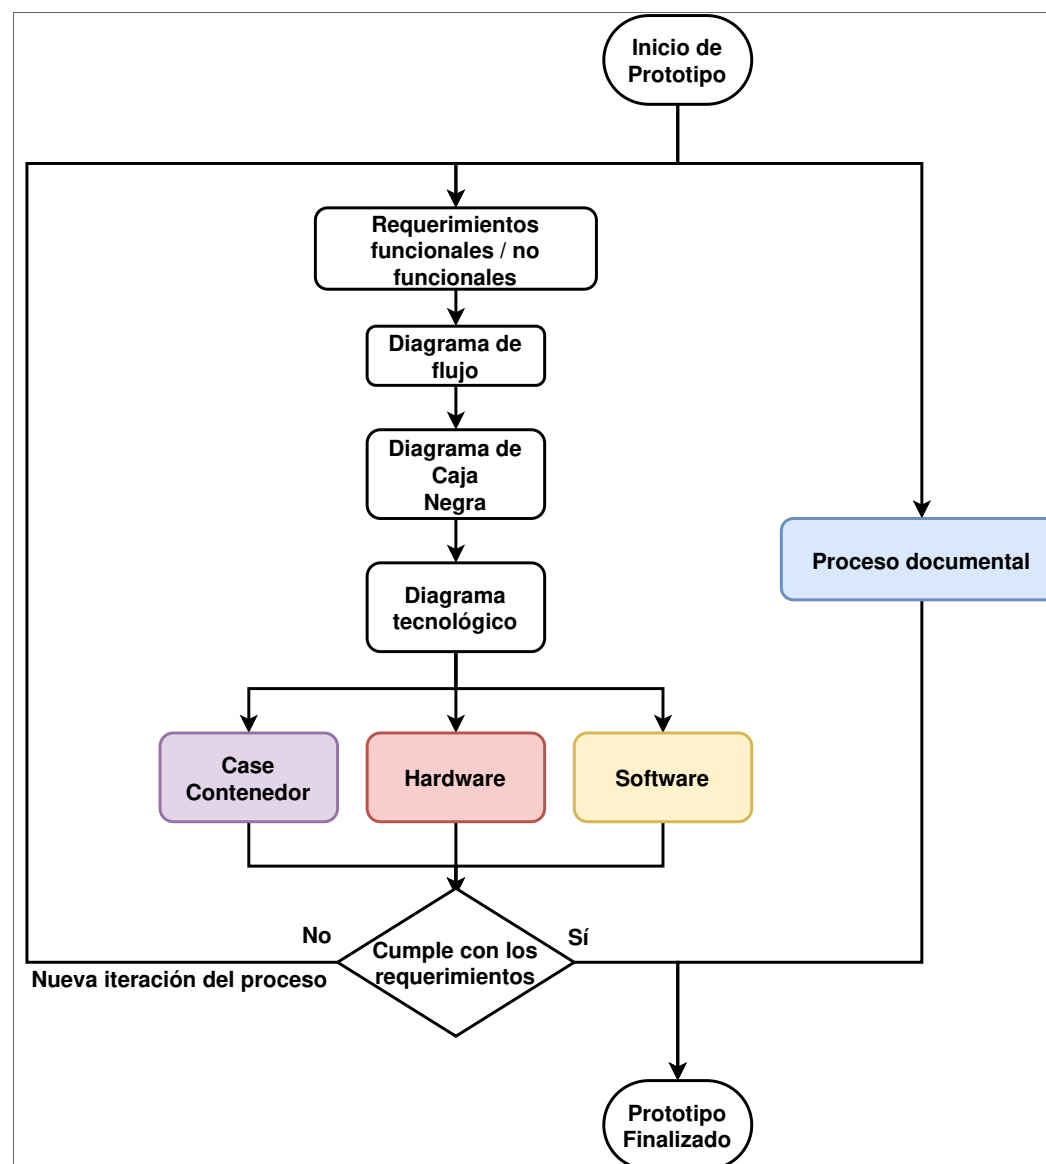 Inicio de
Prototipo
Requerimientos
funcionales / no
funcionales
Diagrama de
flujo
Diagrama de
Caja
Negra
Proceso documental
Diagrama
tecnológico
Case
Contenedor
Hardware
Software
No
Sí
Cumple con los
requerimientos
Nueva iteración del proceso
Prototipo
Finalizado